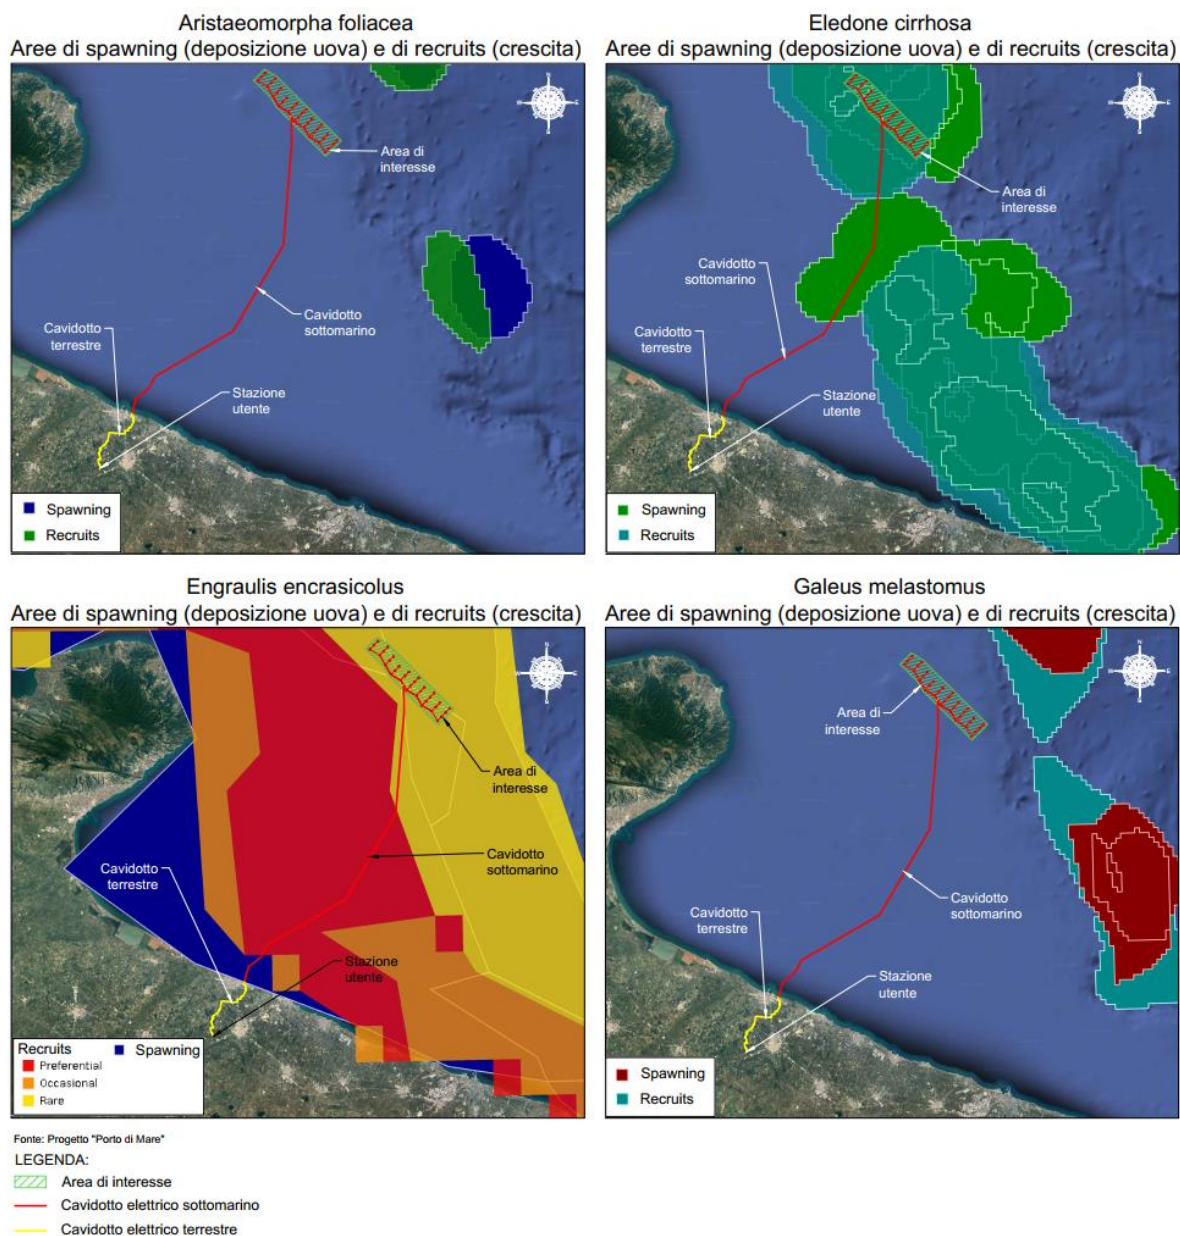 Aristaeomorpha foliacea
Aree di spawning (deposizione uova) e di recruits (crescita)
Area di
interesse
Cavidotto
sottomarino
Cavidotto
terrestre
Stazione
utente
Spawning
Recruits
Eledone cirrhosa
Aree di spawning (deposizione uova) e di recruits (crescita)
Area di
interesse
Cavidotto
sottomarino
Cavidotto
terrestre
Stazione
utente
Spawning
Recruits
Engraulis encrasicolus
Aree di spawning (deposizione uova) e di recruits (crescita)
Area di
interesse
Cavidotto
sottomarino
Cavidotto
terrestre
Stazione
utente
Recruits
Spawning
Preferential
Occasional
Rare
Galeus melastomus
Aree di spawning (deposizione uova) e di recruits (crescita)
Area di
interesse
Cavidotto
sottomarino
Cavidotto
terrestre
Stazione
utente
Spawning
Recruits
Fonte: Progetto "Porto di Mare"
LEGENDA:
Area di interesse
Cavidotto elettrico sottomarino
Cavidotto elettrico terrestre